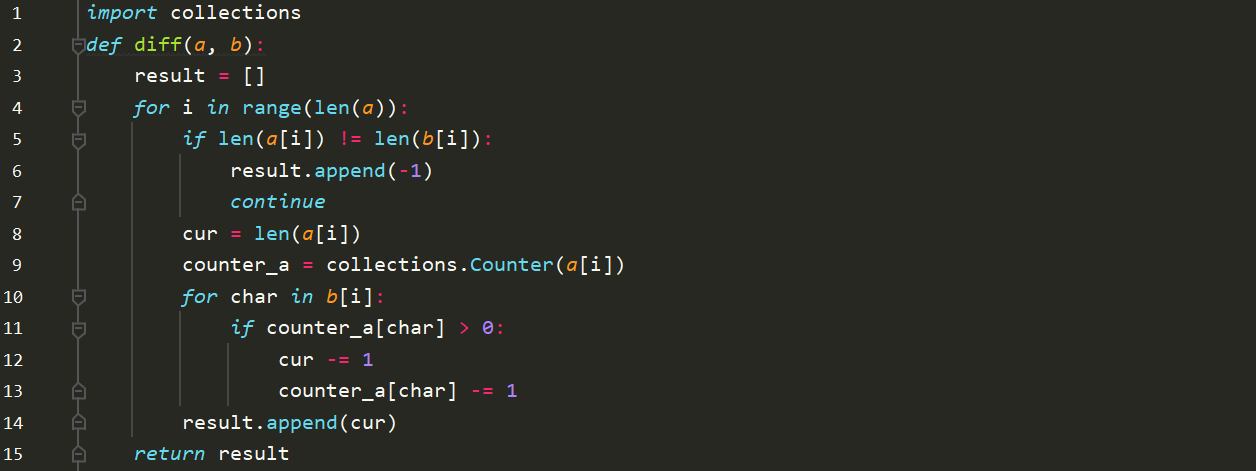 1 import collections
2 def diff(a, b):
3     result = []
4     for i in range(len(a)):
5         if len(a[i]) != len(b[i]):
6             result.append(-1)
7             continue
8         cur = len(a[i])
9         counter_a = collections.Counter(a[i])
10         for char in b[i]:
11             if counter_a[char] > 0:
12                 cur -= 1
13                 counter_a[char] -= 1
14         result.append(cur)
15     return result